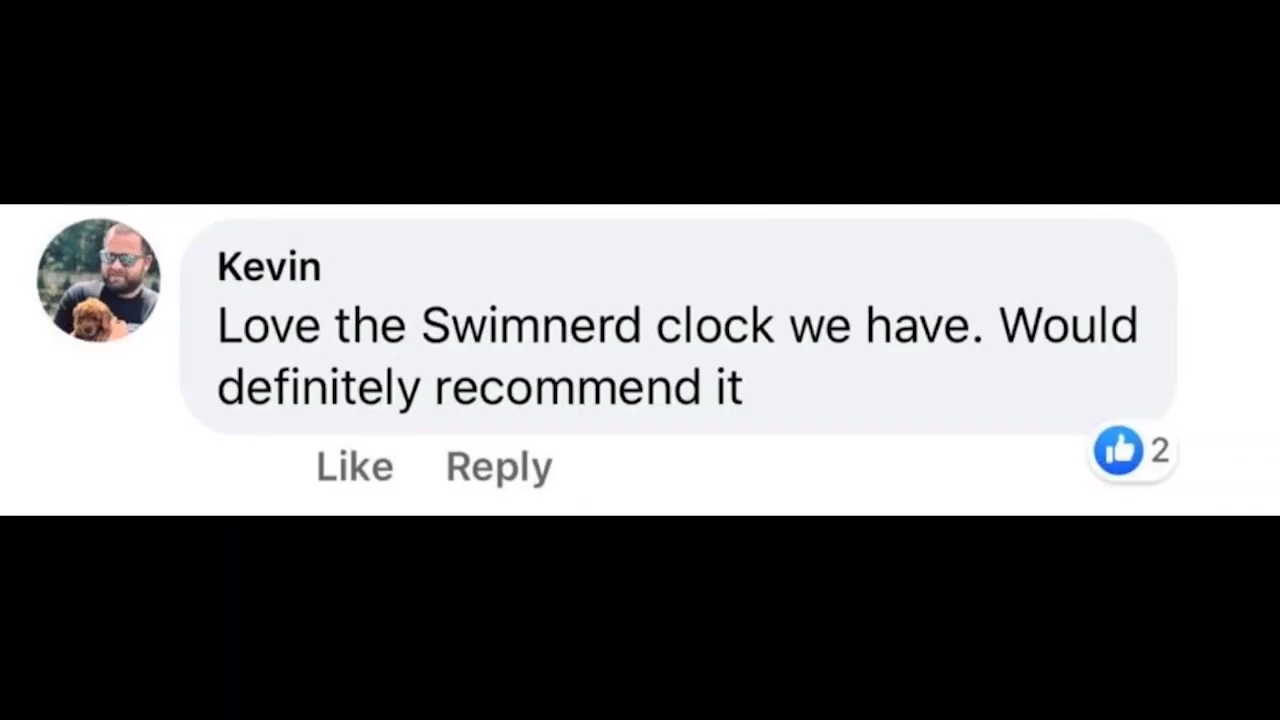 Kevin
Love the Swimnerd clock we have. Would
definitely recommend it
Like Reply
2